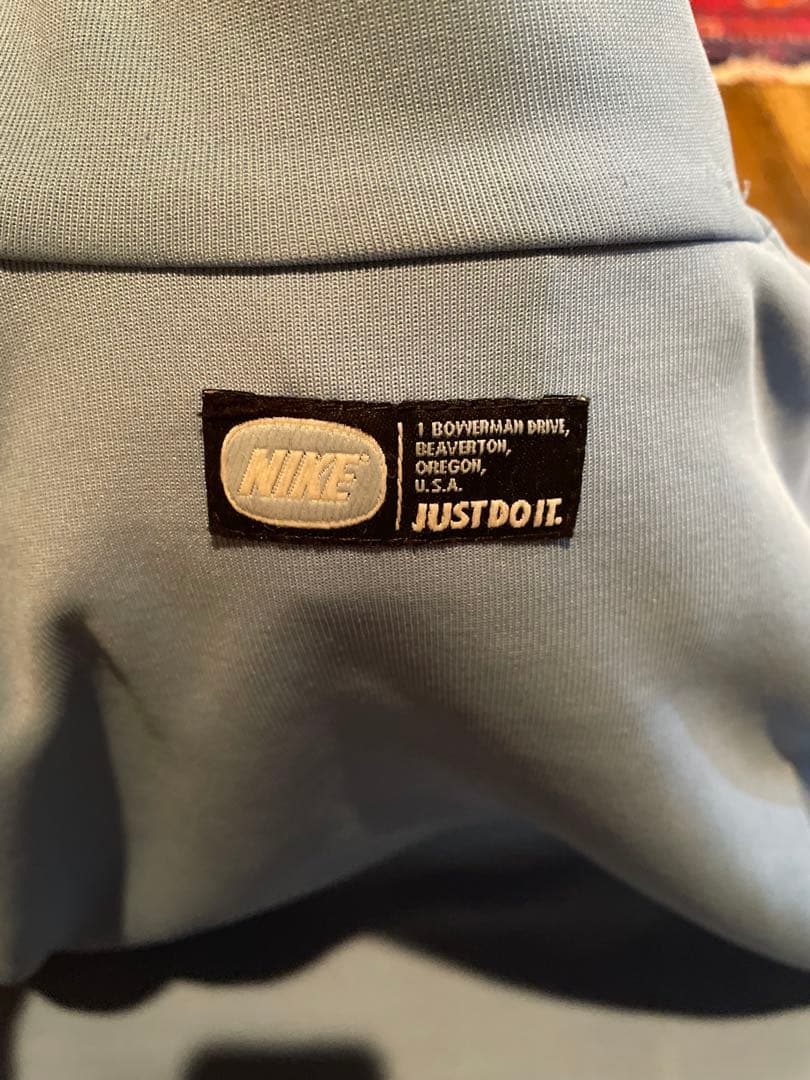 NIKE
1 BOWERMAN DRIVE,
BEAVERTON,
OREGON,
U.S.A.
JUST DO IT.